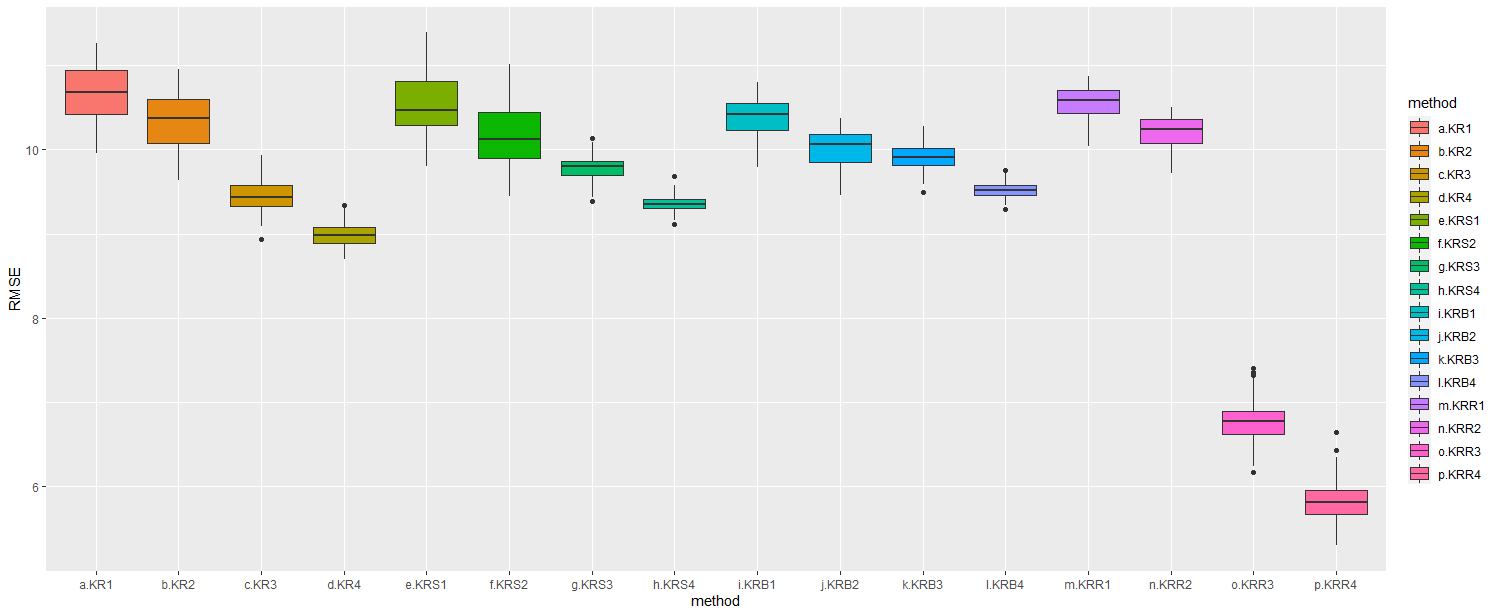 RMSE
10
8
6
a.KR1 b.KR2 c.KR3 d.KR4 e.KRS1 f.KRS2 g.KRS3 h.KRS4 i.KRB1 j.KRB2 k.KRB3 l.KRB4 m.KRR1 n.KRR2 o.KRR3 p.KRR4
method
method
a.KR1
b.KR2
c.KR3
d.KR4
e.KRS1
f.KRS2
g.KRS3
h.KRS4
i.KRB1
j.KRB2
k.KRB3
l.KRB4
m.KRR1
n.KRR2
o.KRR3
p.KRR4